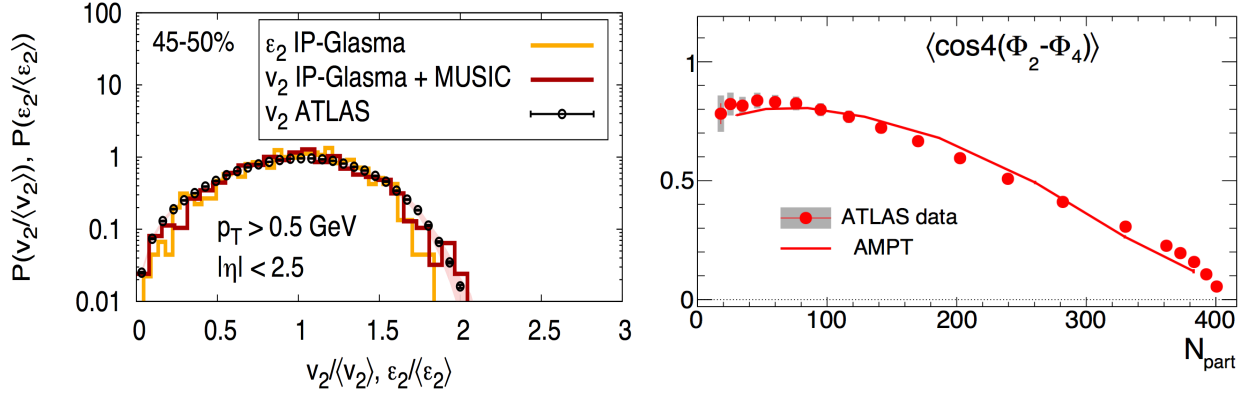 100
10
1
0.1
0.01
P(v2/⟨v2⟩), P(ε2/⟨ε2⟩)
45-50%
ε2 IP-Glasma
v2 IP-Glasma + MUSIC
v2 ATLAS
pT > 0.5 GeV
|η| < 2.5
0 0.5 1 1.5 2 2.5 3
v2/⟨v2⟩, ε2/⟨ε2⟩
⟨cos4(Φ2-Φ4)⟩
1
0.5
0
ATLAS data
AMPT
0 100 200 300 400
Npart